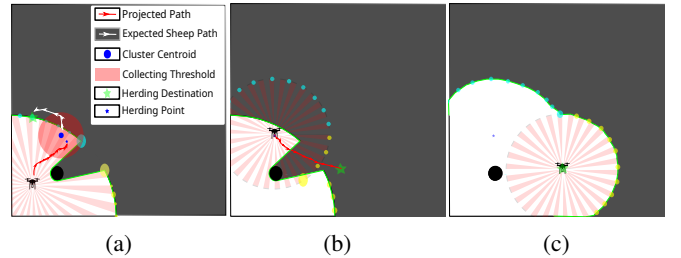 Projected Path
Expected Sheep Path
Cluster Centroid
Collecting Threshold
Herding Destination
Herding Point
(a)
(b)
(c)